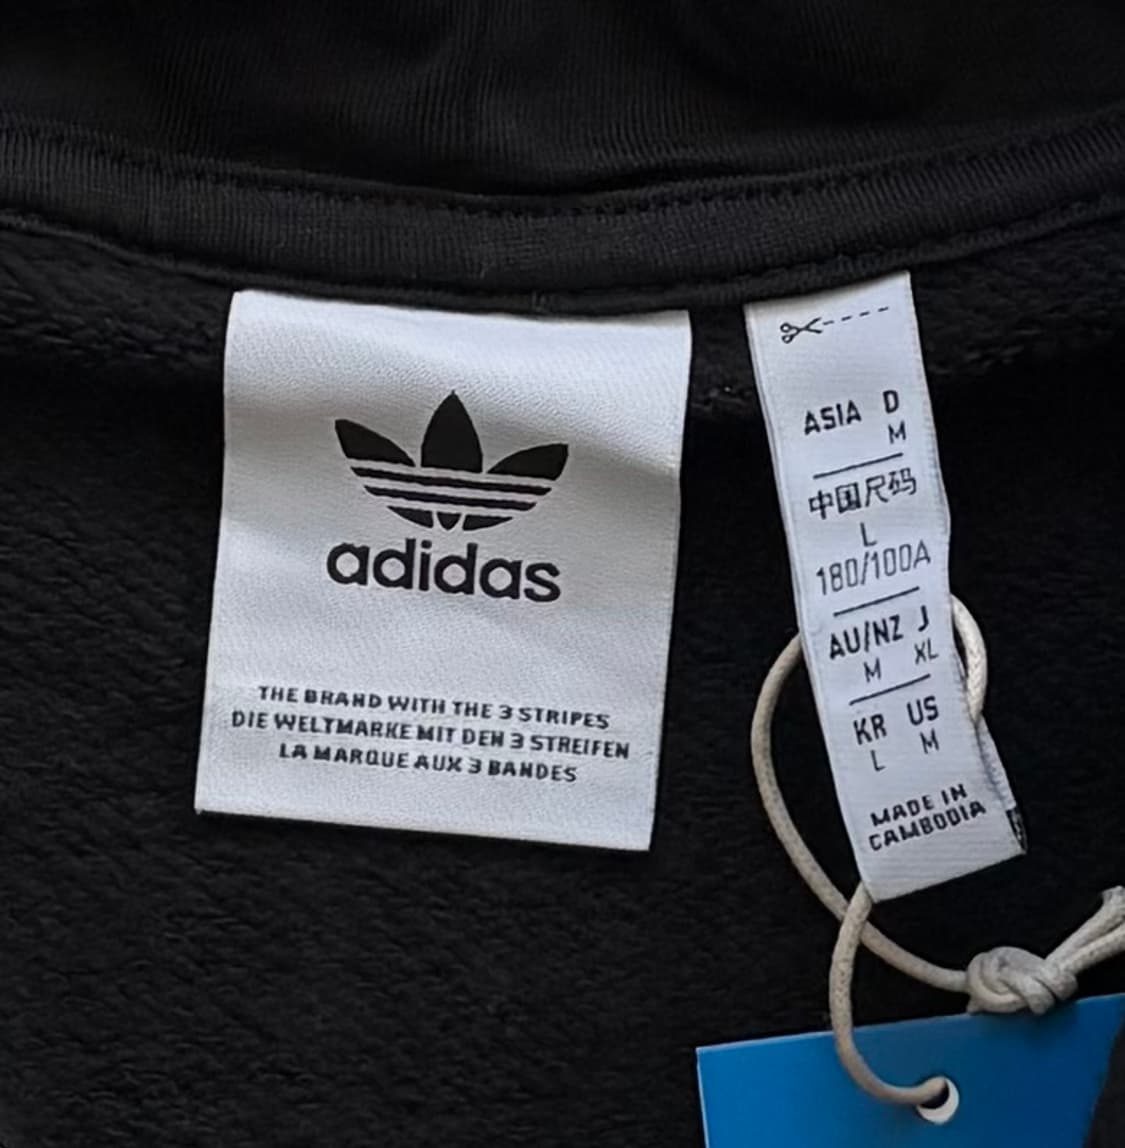 adidas
THE BRAND WITH THE 3 STRIPES
DIE WELTMARKE MIT DEN 3 STREIFEN
LA MARQUE AUX 3 BANDES
ASIA D
M
中国尺码
L
180/100A
AU/NZ J
M XL
KR US
L M
MADE IN
CAMBODIA